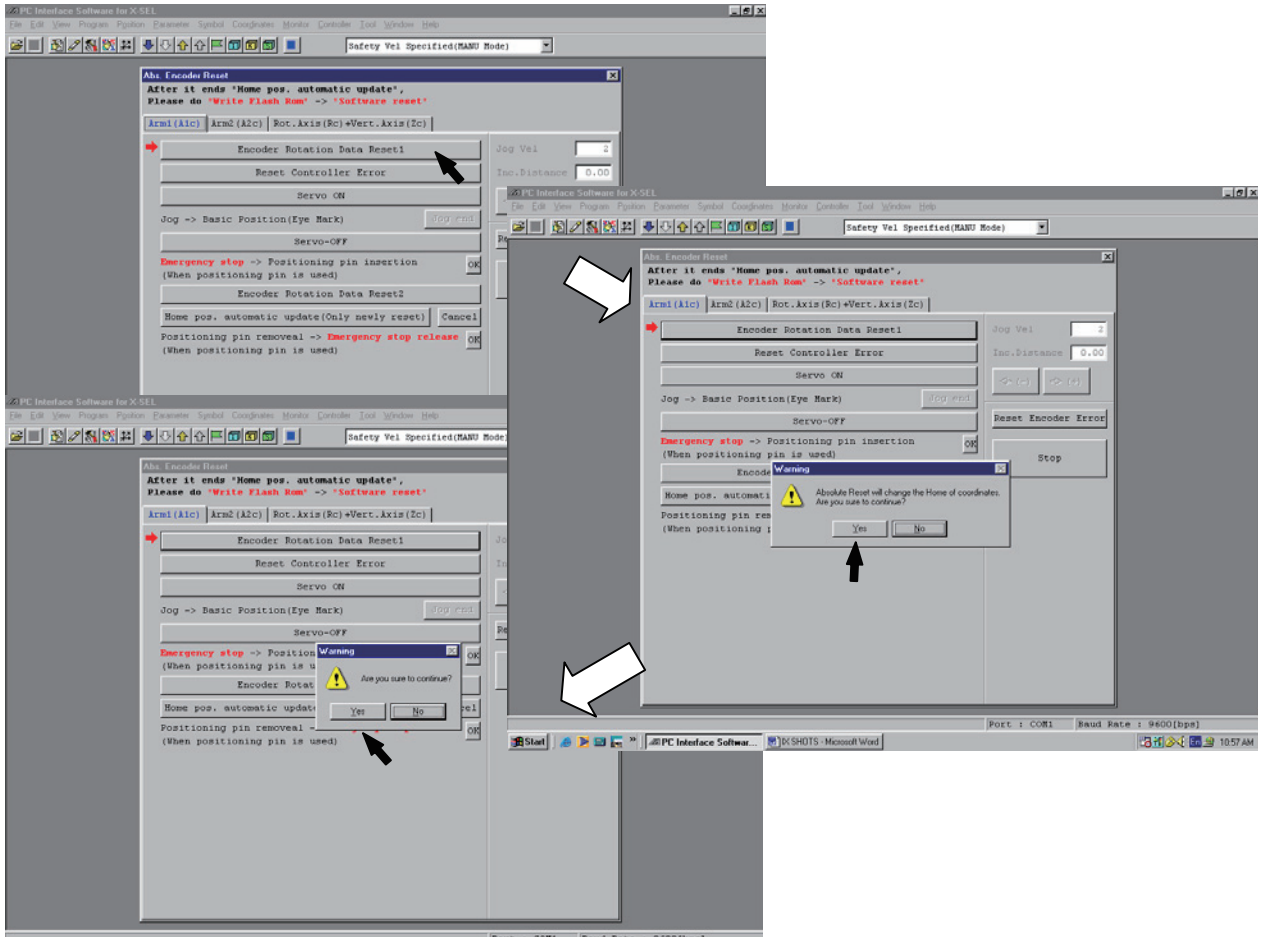 PC Interface Software for X-SEL
File Edit View Program Position Parameter Symbol Coordinates Monitor Controller Tool Window Help
Safety Vel Specified(MANU Mode)
Abs. Encoder Reset
After it ends "Home pos. automatic update",
Please do "Write Flash Rom" -> "Software reset"
Arm1(A1c) Arm2(A2c) Rot.Axis(Rc)+Vert.Axis(Zc)
Encoder Rotation Data Reset1
Jog Vel 2
Reset Controller Error
Inc.Distance 0.00
Servo ON
Jog -> Basic Position(Eye Mark) Jog end
Servo-OFF
Re
Emergency stop -> Positioning pin insertion OK
(When positioning pin is used)
Encoder Rotation Data Reset2
Home pos. automatic update(Only newly reset) Cancel
Positioning pin removeal -> Emergency stop release OK
(When positioning pin is used)
PC Interface Software for X-SEL
File Edit View Program Position Parameter Symbol Coordinates Monitor Controller Tool Window Help
Safety Vel Specified(MANU Mode)
Abs. Encoder Reset
After it ends "Home pos. automatic update",
Please do "Write Flash Rom" -> "Software reset"
Arm1(A1c) Arm2(A2c) Rot.Axis(Rc)+Vert.Axis(Zc)
Encoder Rotation Data Reset1
Jog Vel 2
Reset Controller Error
Inc.Distance 0.00
Servo ON
<- (-) -> (+)
Jog -> Basic Position(Eye Mark) Jog end
Servo-OFF
Reset Encoder Error
Emergency stop -> Positioning pin insertion OK
(When positioning pin is used)
Stop
Encode
Warning
Home pos. automati
Absolute Reset will change the Home of coordinates.
Are you sure to continue?
Positioning pin rem
(When positioning p
Yes No
Port : COM1 Baud Rate : 9600[bps]
Start PC Interface Softwar... IX SHOTS - Microsoft Word En 10:57 AM
PC Interface Software for X-SEL
File Edit View Program Position Parameter Symbol Coordinates Monitor Controller Tool Window Help
Safety Vel Specified(MANU Mode)
Abs. Encoder Reset
After it ends "Home pos. automatic update",
Please do "Write Flash Rom" -> "Software reset"
Arm1(A1c) Arm2(A2c) Rot.Axis(Rc)+Vert.Axis(Zc)
Encoder Rotation Data Reset1
Jo
Reset Controller Error
In
Servo ON
Jog -> Basic Position(Eye Mark) Jog end
Servo-OFF
Re
Emergency stop -> Position OK
(When positioning pin is u
Warning
Are you sure to continue?
Encoder Rotat
Home pos. automatic updat
cel
Yes No
Positioning pin removeal - OK
(When positioning pin is used)